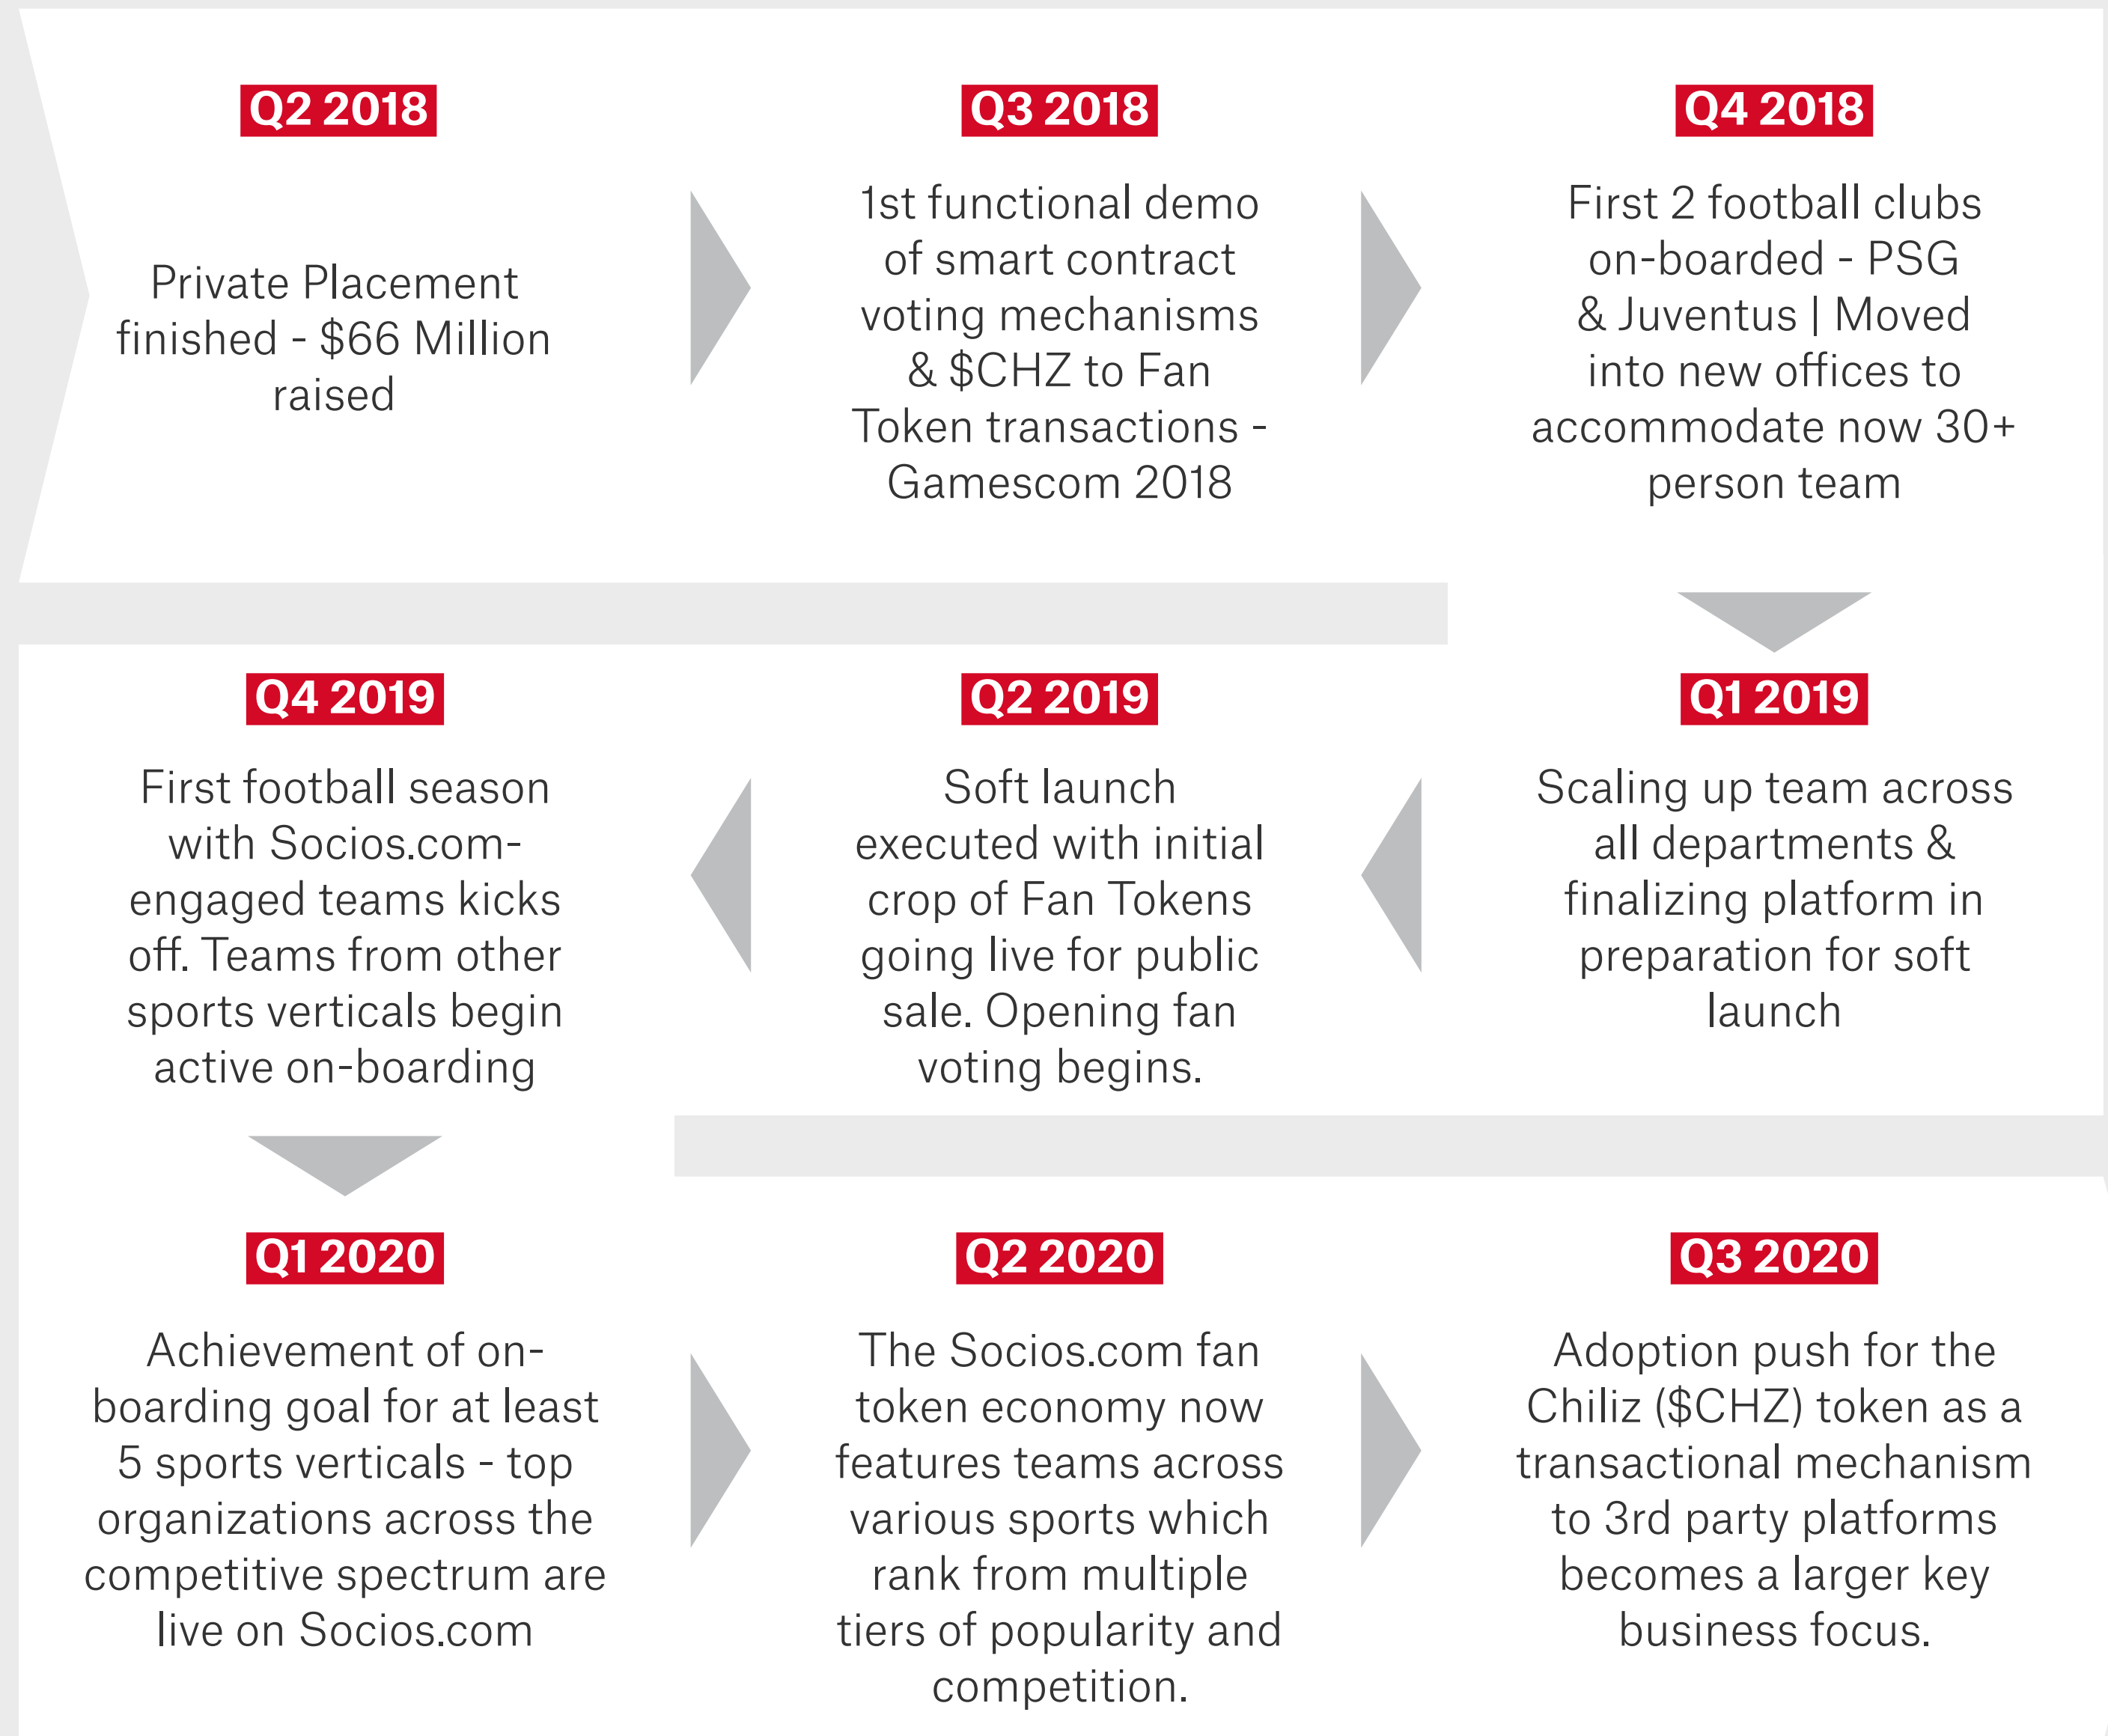 Q2 2018
Private Placement
finished - $66 Million
raised
Q3 2018
1st functional demo
of smart contract
voting mechanisms
& $CHZ to Fan
Token transactions -
Gamescom 2018
Q4 2018
First 2 football clubs
on-boarded - PSG
& Juventus | Moved
into new offices to
accommodate now 30+
person team
Q1 2019
Scaling up team across
all departments &
finalizing platform in
preparation for soft
launch
Q2 2019
Soft launch
executed with initial
crop of Fan Tokens
going live for public
sale. Opening fan
voting begins.
Q4 2019
First football season
with Socios.com-
engaged teams kicks
off. Teams from other
sports verticals begin
active on-boarding
Q1 2020
Achievement of on-
boarding goal for at least
5 sports verticals - top
organizations across the
competitive spectrum are
live on Socios.com
Q2 2020
The Socios.com fan
token economy now
features teams across
various sports which
rank from multiple
tiers of popularity and
competition.
Q3 2020
Adoption push for the
Chiliz ($CHZ) token as a
transactional mechanism
to 3rd party platforms
becomes a larger key
business focus.